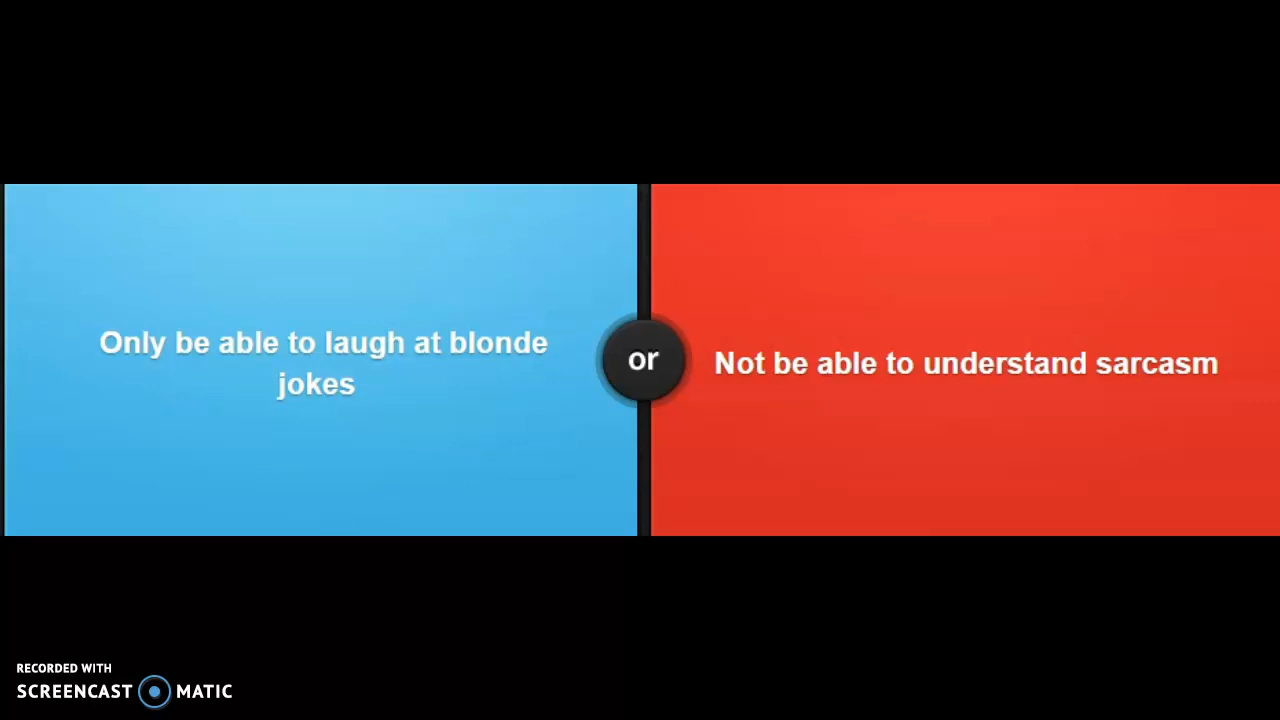 Only be able to laugh at blonde
jokes
or
Not be able to understand sarcasm
RECORDED WITH
SCREENCAST MATIC